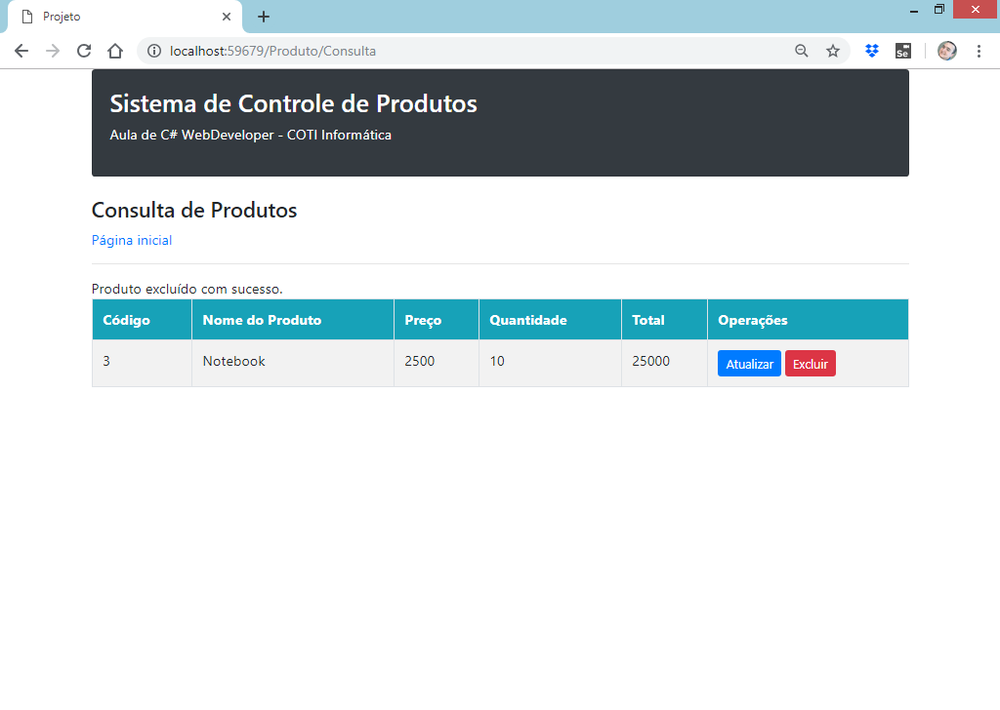 Projeto
localhost:59679/Produto/Consulta
Se
Sistema de Controle de Produtos
Aula de C# WebDeveloper - COTI Informática
Consulta de Produtos
Página inicial
Produto excluído com sucesso.
Código Nome do Produto Preço Quantidade Total Operações
3 Notebook 2500 10 25000 Atualizar Excluir